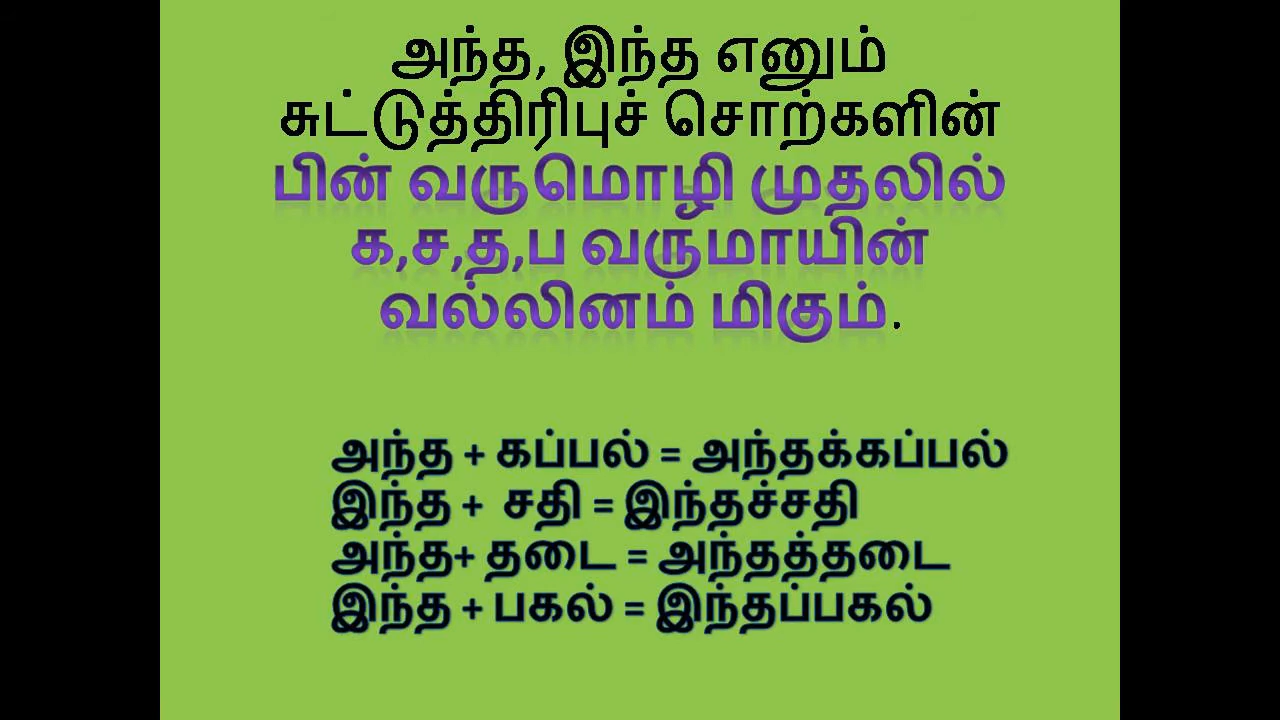 அந்த, இந்த எனும்
சுட்டுத்திரிபுச் சொற்களின்
பின் வருமொழி முதலில்
க,ச,த,ப வருமாயின்
வல்லினம் மிகும்.
அந்த + கப்பல் = அந்தக்கப்பல்
இந்த + சதி = இந்தச்சதி
அந்த+ தடை = அந்தத்தடை
இந்த + பகல் = இந்தப்பகல்